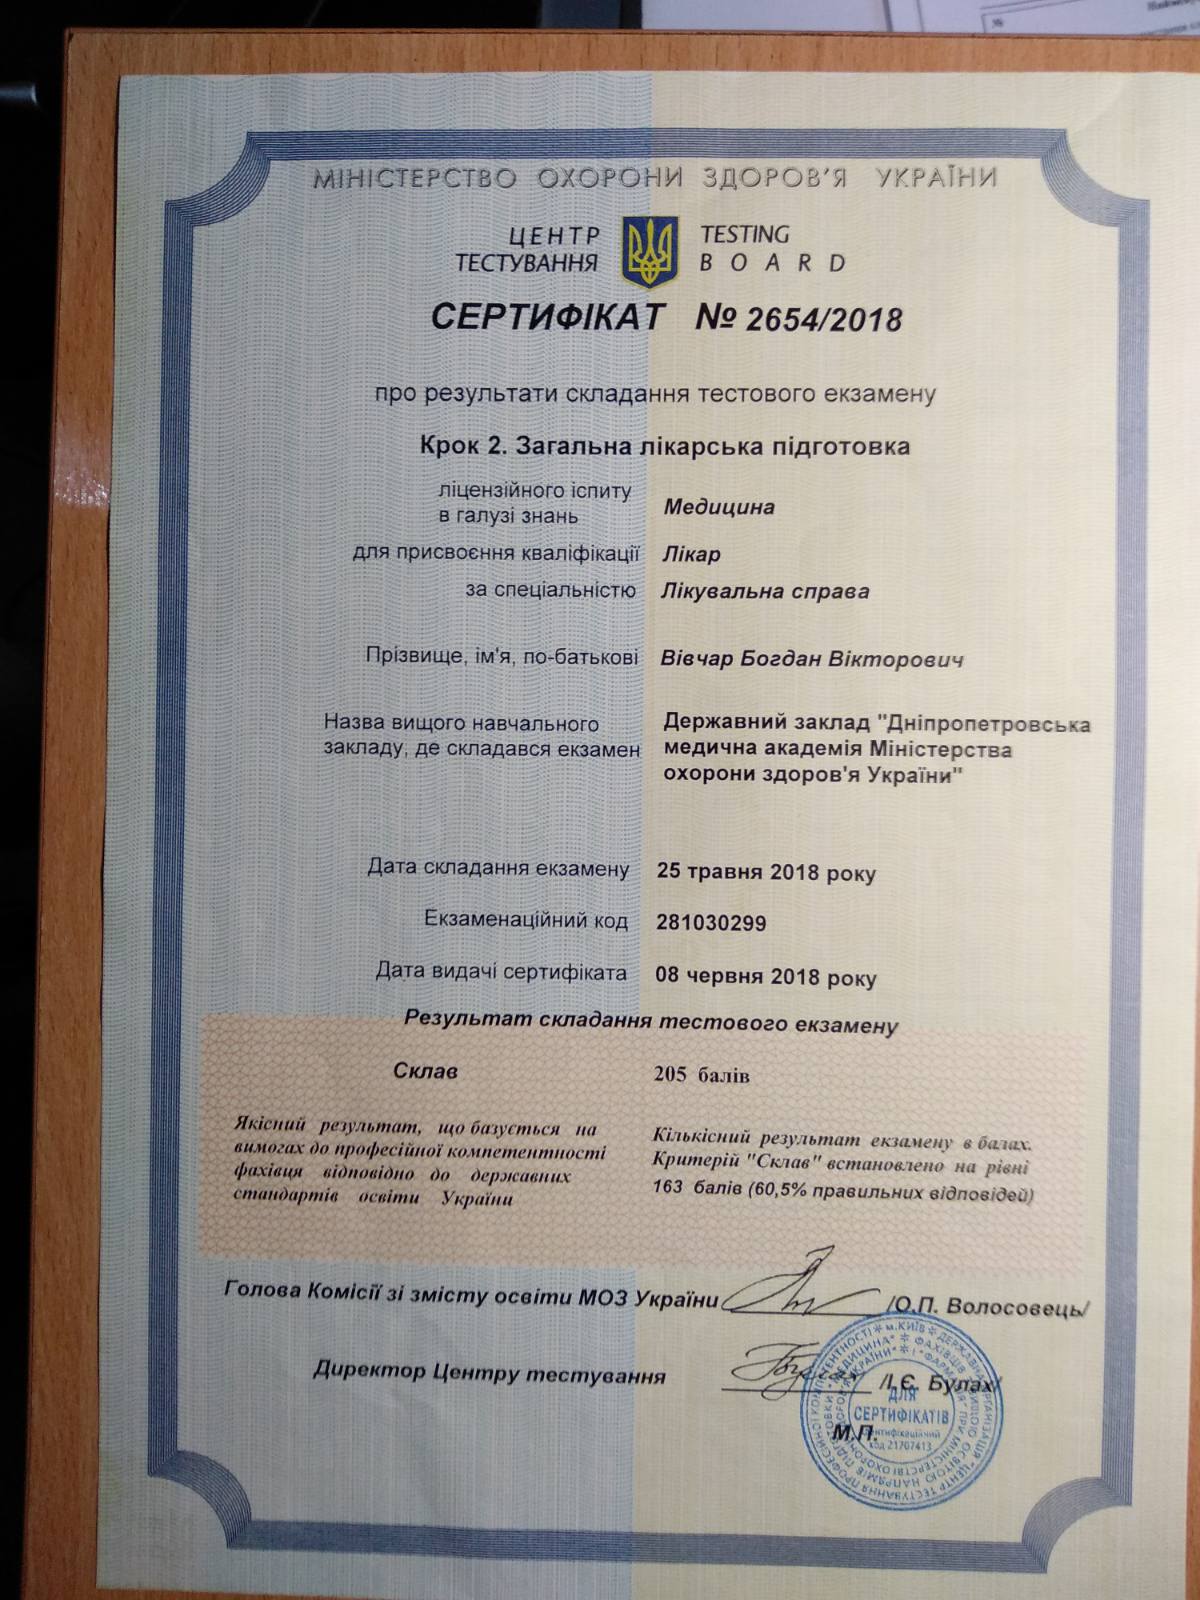 МІНІСТЕРСТВО ОХОРОНИ ЗДОРОВ'Я УКРАЇНИ
ЦЕНТР ТЕСТУВАННЯ
TESTING BOARD
СЕРТИФІКАТ № 2654/2018
про результати складання тестового екзамену
Крок 2. Загальна лікарська підготовка
ліцензійного іспиту
в галузі знань Медицина
для присвоєння кваліфікації Лікар
за спеціальністю Лікувальна справа
Прізвище, ім'я, по-батькові Вівчар Богдан Вікторович
Назва вищого навчального
закладу, де складався екзамен
Державний заклад "Дніпропетровська
медична академія Міністерства
охорони здоров'я України"
Дата складання екзамену 25 травня 2018 року
Екзаменаційний код 281030299
Дата видачі сертифіката 08 червня 2018 року
Результат складання тестового екзамену
Склав 205 балів
Якісний результат, що базується на
вимогах до професійної компетентності
фахівця відповідно до державних
стандартів освіти України
Кількісний результат екзамену в балах.
Критерій "Склав" встановлено на рівні
163 балів (60,5% правильних відповідей)
Голова Комісії зі змісту освіти МОЗ України /О.П. Волосовець/
Директор Центру тестування /І.Є. Булах/
М.П.
ДЛЯ
СЕРТИФІКАТІВ
ідентифікаційний
код 21707413